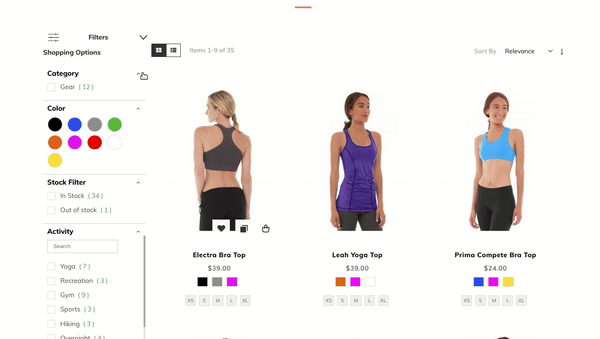 Filters
Shopping Options
Items 1-9 of 35
Sort By Relevance
Category
Gear ( 12 )
Color
Stock Filter
In Stock ( 34 )
Out of stock ( 1 )
Activity
Search
Yoga ( 7 )
Recreation ( 3 )
Gym ( 9 )
Sports ( 3 )
Hiking ( 3 )
Overnight ( 4 )
Electra Bra Top
$39.00
XS S M L XL
Leah Yoga Top
$39.00
XS S M L XL
Prima Compete Bra Top
$24.00
XS S M L XL